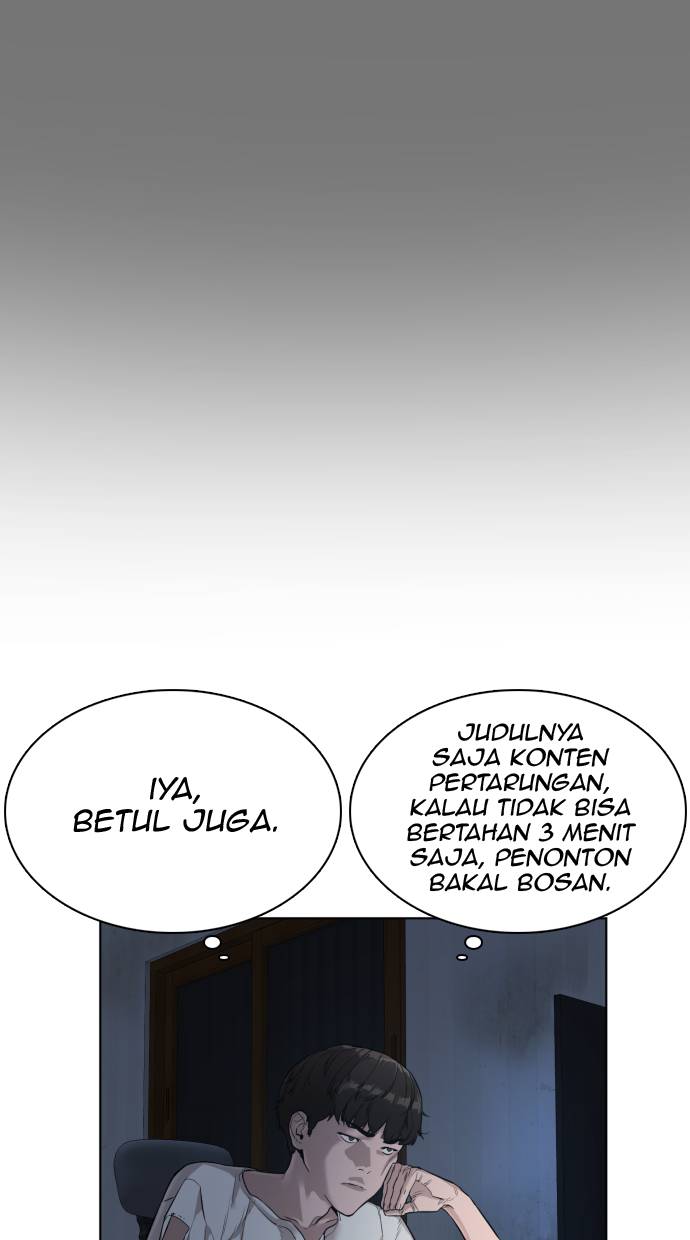 IYA,
BETUL JUGA.
JUDULNYA
SAJA KONTEN
PERTARUNGAN,
KALAU TIDAK BISA
BERTAHAN 3 MENIT
SAJA, PENONTON
BAKAL BOSAN.